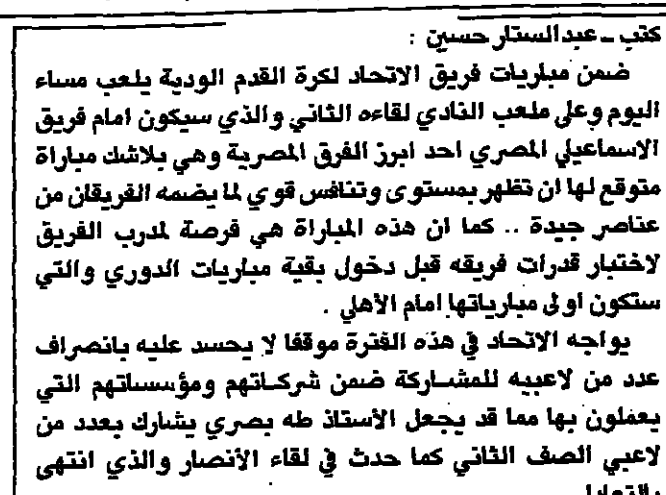 كتب ـ عبدالستار حسين :
ضمن مباريات فريق الاتحاد لكرة القدم الودية يلعب مساء
اليوم وعلى ملعب النادي لقاءه الثاني والذي سيكون امام فريق
الاسماعيلي المصري احد ابرز الفرق المصرية وهي بلاشك مباراة
متوقع لها ان تظهر بمستوى وتنافس قوي لما يضمه الفريقان من
عناصر جيدة .. كما ان هذه المباراة هي فرصة لمدرب الفريق
لاختبار قدرات فريقه قبل دخول بقية مباريات الدوري والتي
ستكون اولى مبارياتها امام الأهلي .
يواجه الاتحاد في هذه الفترة موقفا لا يحسد عليه بانصراف
عدد من لاعبيه للمشاركة ضمن شركاتهم ومؤسساتهم التي
يعملون بها مما قد يجعل الأستاذ طه بصري يشارك بعدد من
لاعبي الصف الثاني كما حدث في لقاء الأنصار والذي انتهى
بالتعادل